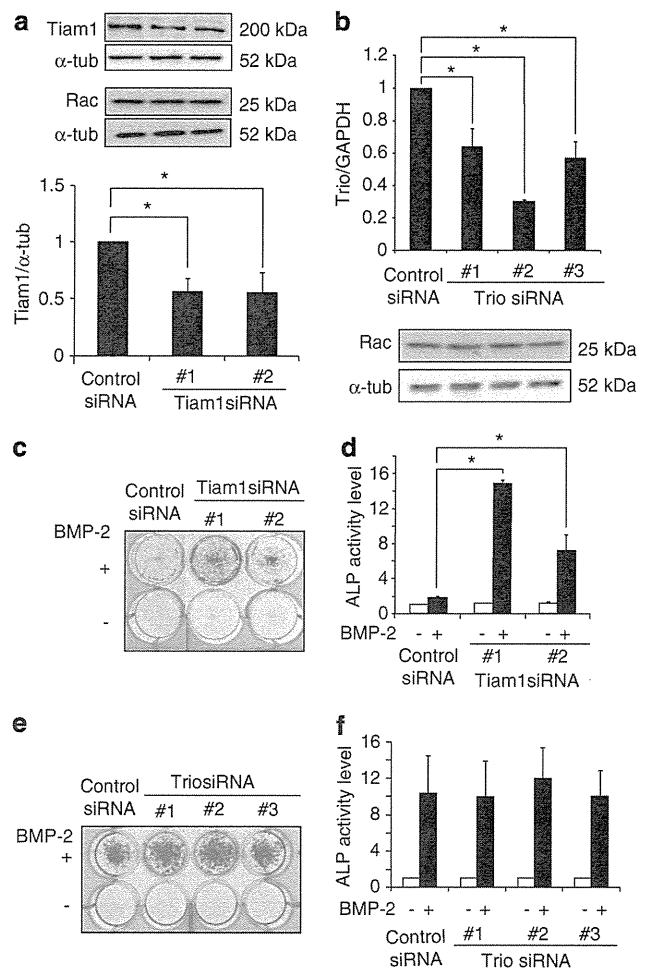 a
Tiam1 200 kDa
α-tub 52 kDa
Rac 25 kDa
α-tub 52 kDa
* *
Tiam1/α-tub
1.5
1
0.5
0
Control siRNA
#1 #2
Tiam1siRNA
b
* * *
Trio/GAPDH
1.2
1
0.8
0.6
0.4
0.2
0
Control siRNA
#1 #2 #3
Trio siRNA
Rac 25 kDa
α-tub 52 kDa
c
Control siRNA
Tiam1siRNA
#1 #2
BMP-2
+
-
d
* *
ALP activity level
16
12
8
4
0
BMP-2 - + - + - +
Control siRNA
#1 #2
Tiam1siRNA
e
Control siRNA
TriosiRNA
#1 #2 #3
BMP-2
+
-
f
ALP activity level
16
12
8
4
0
BMP-2 - + - + - + - +
Control siRNA
#1 #2 #3
Trio siRNA